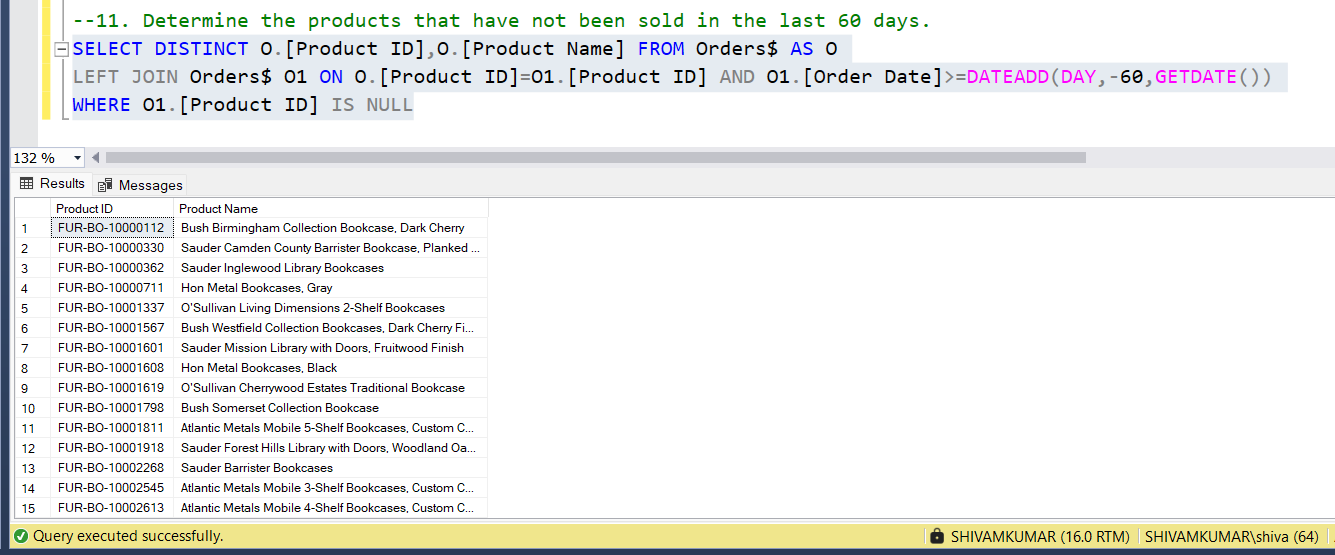 --11. Determine the products that have not been sold in the last 60 days.
SELECT DISTINCT O.[Product ID],O.[Product Name] FROM Orders$ AS O
LEFT JOIN Orders$ O1 ON O.[Product ID]=O1.[Product ID] AND O1.[Order Date]>=DATEADD(DAY,-60,GETDATE())
WHERE O1.[Product ID] IS NULL
132 %
Results Messages
Product ID Product Name
1 FUR-BO-10000112 Bush Birmingham Collection Bookcase, Dark Cherry
2 FUR-BO-10000330 Sauder Camden County Barrister Bookcase, Planked ...
3 FUR-BO-10000362 Sauder Inglewood Library Bookcases
4 FUR-BO-10000711 Hon Metal Bookcases, Gray
5 FUR-BO-10001337 O'Sullivan Living Dimensions 2-Shelf Bookcases
6 FUR-BO-10001567 Bush Westfield Collection Bookcases, Dark Cherry Fi...
7 FUR-BO-10001601 Sauder Mission Library with Doors, Fruitwood Finish
8 FUR-BO-10001608 Hon Metal Bookcases, Black
9 FUR-BO-10001619 O'Sullivan Cherrywood Estates Traditional Bookcase
10 FUR-BO-10001798 Bush Somerset Collection Bookcase
11 FUR-BO-10001811 Atlantic Metals Mobile 5-Shelf Bookcases, Custom C...
12 FUR-BO-10001918 Sauder Forest Hills Library with Doors, Woodland Oa...
13 FUR-BO-10002268 Sauder Barrister Bookcases
14 FUR-BO-10002545 Atlantic Metals Mobile 3-Shelf Bookcases, Custom C...
15 FUR-BO-10002613 Atlantic Metals Mobile 4-Shelf Bookcases, Custom C...
Query executed successfully. SHIVAMKUMAR (16.0 RTM) SHIVAMKUMAR\shiva (64)